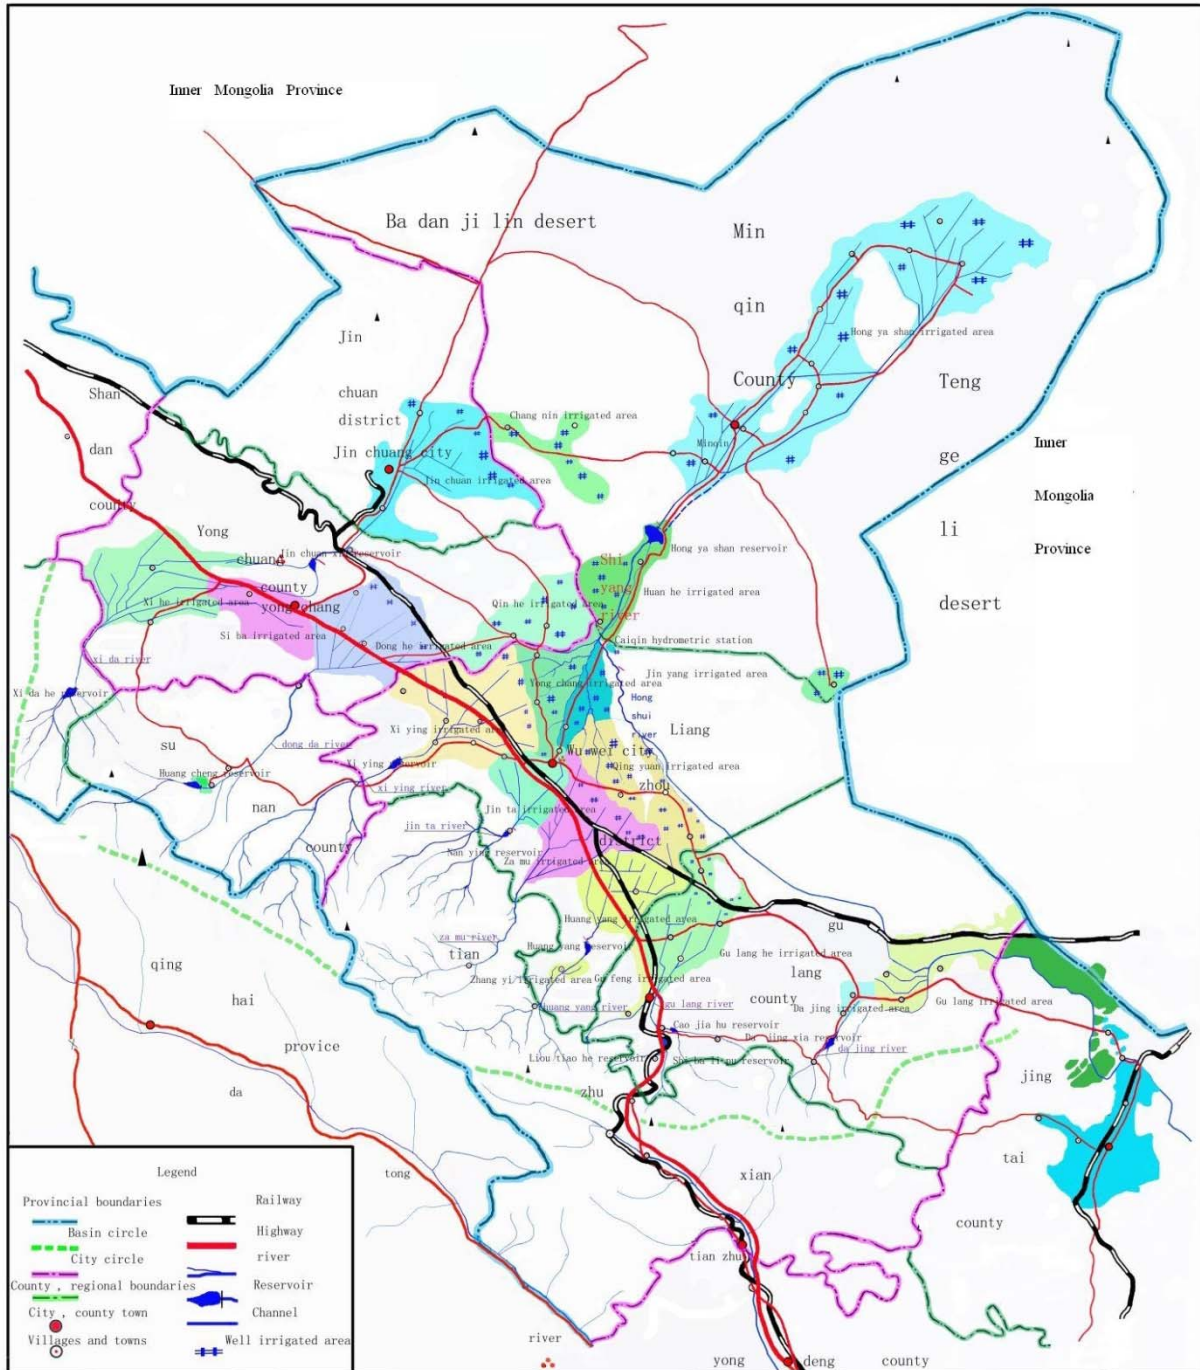 Inner Mongolia Province
Ba dan ji lin desert
Min
qin
County
Jin
chuan
district
Hong ya shan irrigated area
Teng
ge
li
desert
Shan
dan
county
Chang nin irrigated area
Jin chuang city
Minqin
Inner
Mongolia
Province
Jin chuan irrigated area
Yong
chuang
county
yong chang
Hong ya shan reservoir
Shi
yang
river
Huan he irrigated area
Xi he irrigated area
Si ba irrigated area
Qin he irrigated area
Dong he irrigated area
Caiqin hydrometric station
xi da river
Yong chang irrigated area
Jin yang irrigated area
Xi da he reservoir
Hong
shui
river
su
nan
county
Xi ying irrigated area
Liang
zhou
district
dong da river
Wu wei city
Xi ying reservoir
Qing yuan irrigated area
Huang cheng reservoir
xi ying river
Jin ta irrigated area
jin ta river
Nan ying reservoir
Za mu irrigated area
Huang yang irrigated area
gu
lang
county
za mu river
tian
Huang yang reservoir
Gu lang he irrigated area
qing
hai
provice
Zhang yi irrigated area
Gu feng irrigated area
huang yang river
gu lang river
Da jing irrigated area
Gu lang irrigated area
Cao jia hu reservoir
Da jing xia reservoir
da jing river
Liou tiao he reservoir
Shi ba li pu reservoir
jing
tai
county
da
zhu
tong
xian
tian zhu
river
yong deng county
Legend
Provincial boundaries
Basin circle
City circle
County , regional boundaries
City , county town
Villages and towns
Railway
Highway
river
Reservoir
Channel
Well irrigated area